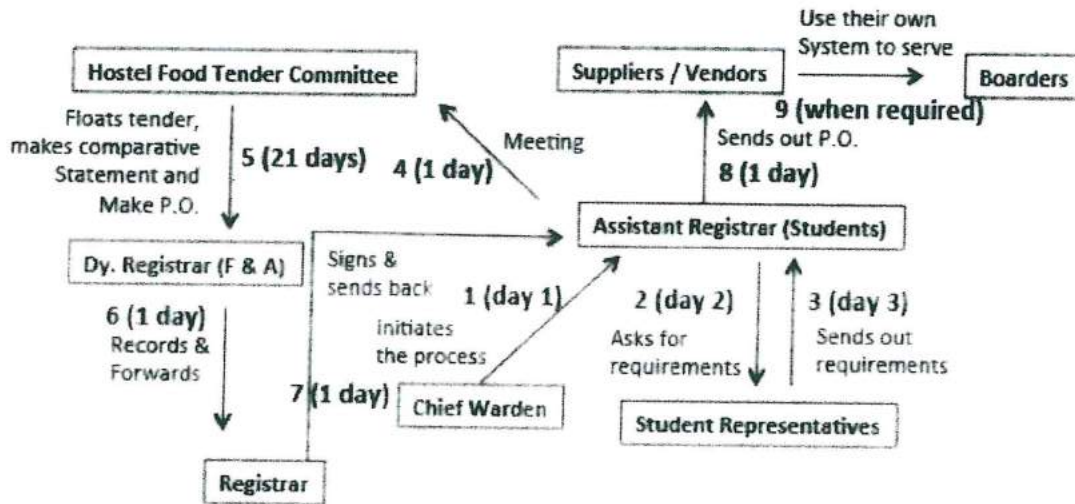 Use their own
System to serve
Hostel Food Tender Committee
Suppliers / Vendors
Boarders
9 (when required)
Floats tender,
makes comparative
Statement and
Make P.O.
5 (21 days)
4 (1 day)
Meeting
Sends out P.O.
8 (1 day)
Assistant Registrar (Students)
Dy. Registrar (F & A)
Signs &
sends back
1 (day 1)
2 (day 2)
3 (day 3)
6 (1 day)
Records &
Forwards
initiates
the process
Asks for
requirements
Sends out
requirements
7 (1 day)
Chief Warden
Student Representatives
Registrar